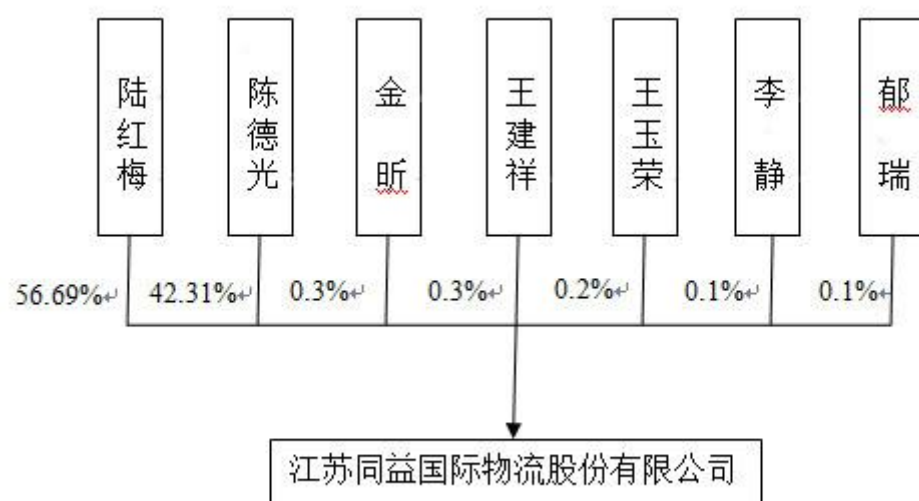 陆红梅
陈德光
金昕
王建祥
王玉荣
李静
郁瑞
56.69%
42.31%
0.3%
0.3%
0.2%
0.1%
0.1%
江苏同益国际物流股份有限公司